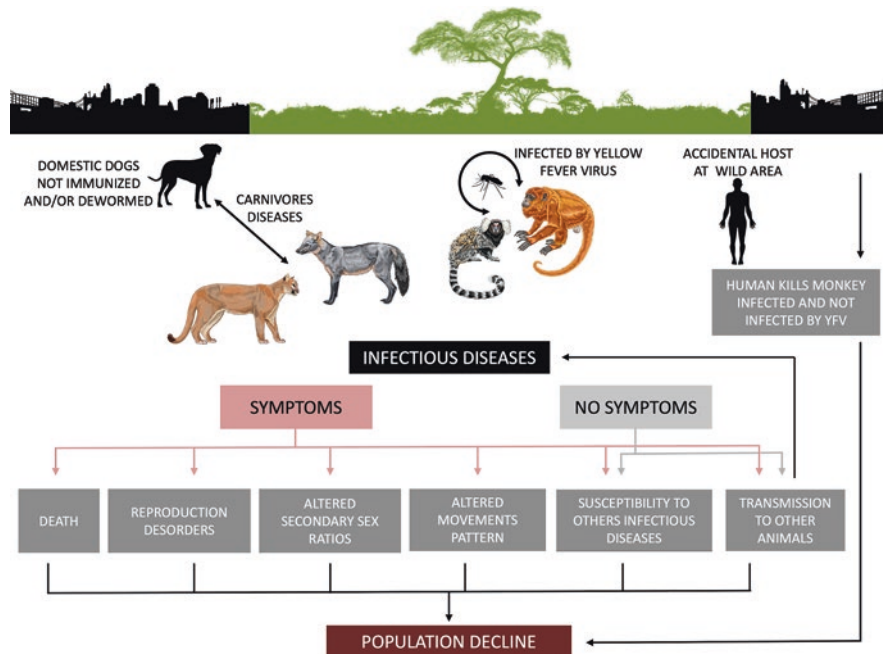 DOMESTIC DOGS
NOT IMMUNIZED
AND/OR DEWORMED
CARNIVORES
DISEASES
INFECTED BY YELLOW
FEVER VIRUS
ACCIDENTAL HOST
AT WILD AREA
HUMAN KILLS MONKEY
INFECTED AND NOT
INFECTED BY YFV
INFECTIOUS DISEASES
SYMPTOMS
NO SYMPTOMS
DEATH
REPRODUCTION
DESORDERS
ALTERED
SECONDARY SEX
RATIOS
ALTERED
MOVEMENTS
PATTERN
SUSCEPTIBILITY TO
OTHERS INFECTIOUS
DISEASES
TRANSMISSION
TO OTHER
ANIMALS
POPULATION DECLINE